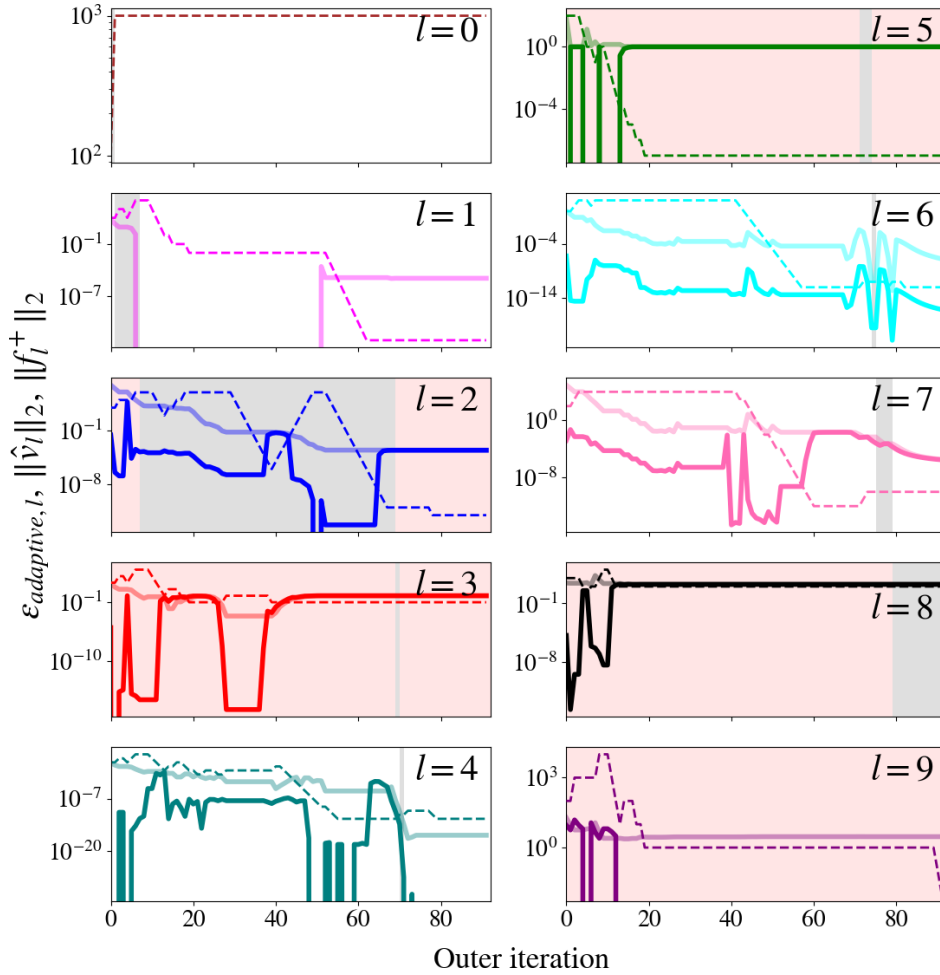 ε_{adaptive, l}, ||v̂_l||_2, ||f_l^+||_2
10^3
10^2
l = 0
10^0
10^{-4}
l = 5
10^{-1}
10^{-7}
l = 1
10^{-4}
10^{-14}
l = 6
10^{-1}
10^{-8}
l = 2
10^0
10^{-8}
l = 7
10^{-1}
10^{-10}
l = 3
10^{-1}
10^{-8}
l = 8
10^{-7}
10^{-20}
l = 4
10^3
10^0
l = 9
0 20 40 60 80
0 20 40 60 80
Outer iteration